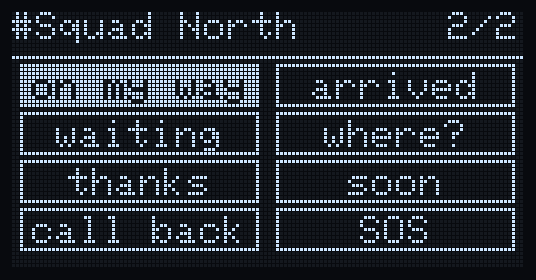 #Squad North 2/2
on my way arrived
waiting where?
thanks soon
call back SOS